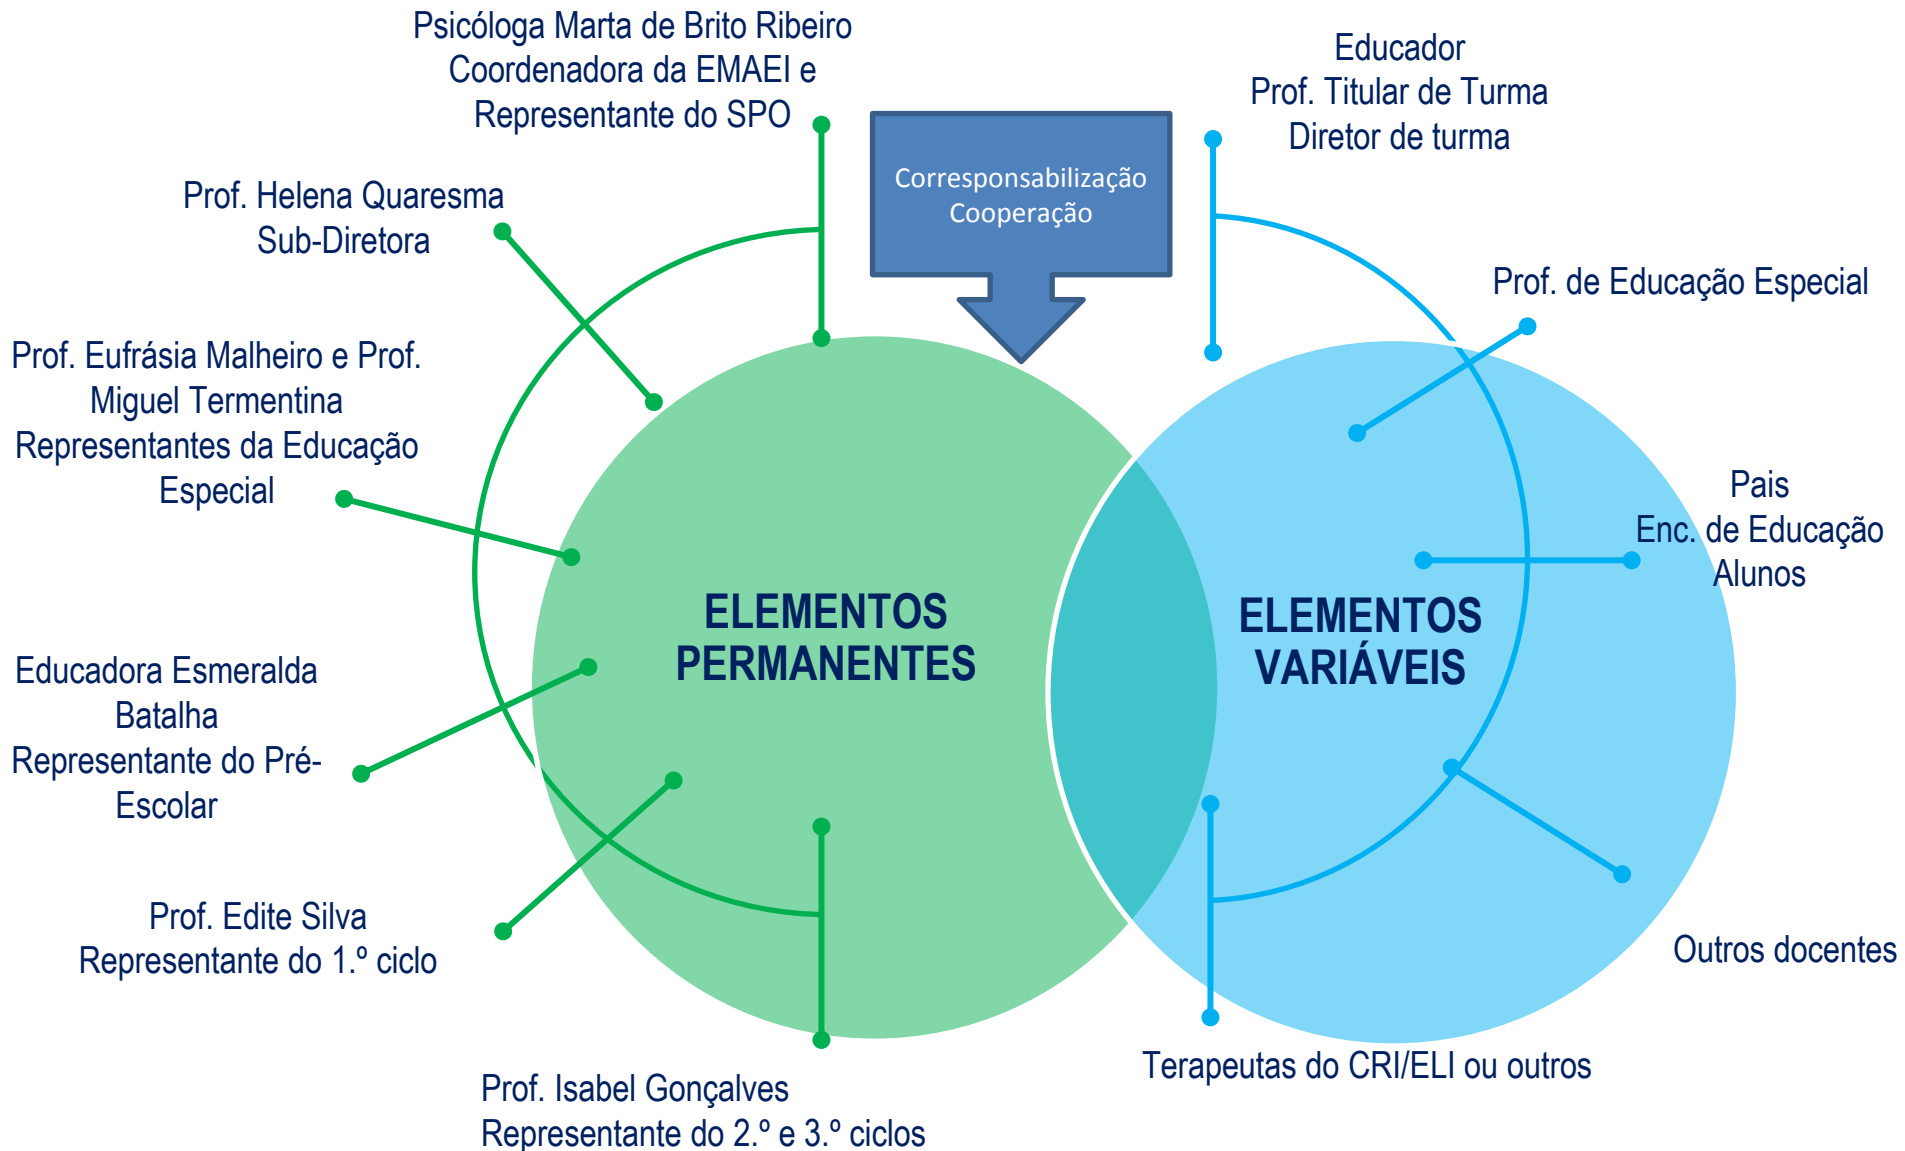 Psicóloga Marta de Brito Ribeiro
Coordenadora da EMAEI e
Representante do SPO
Educador
Prof. Titular de Turma
Diretor de turma
Corresponsabilização
Cooperação
Prof. Helena Quaresma
Sub-Diretora
Prof. de Educação Especial
Prof. Eufrásia Malheiro e Prof.
Miguel Termentina
Representantes da Educação
Especial
Pais
Enc. de Educação
Alunos
ELEMENTOS
PERMANENTES
ELEMENTOS
VARIÁVEIS
Educadora Esmeralda
Batalha
Representante do Pré-
Escolar
Prof. Edite Silva
Representante do 1.º ciclo
Outros docentes
Terapeutas do CRI/ELI ou outros
Prof. Isabel Gonçalves
Representante do 2.º e 3.º ciclos